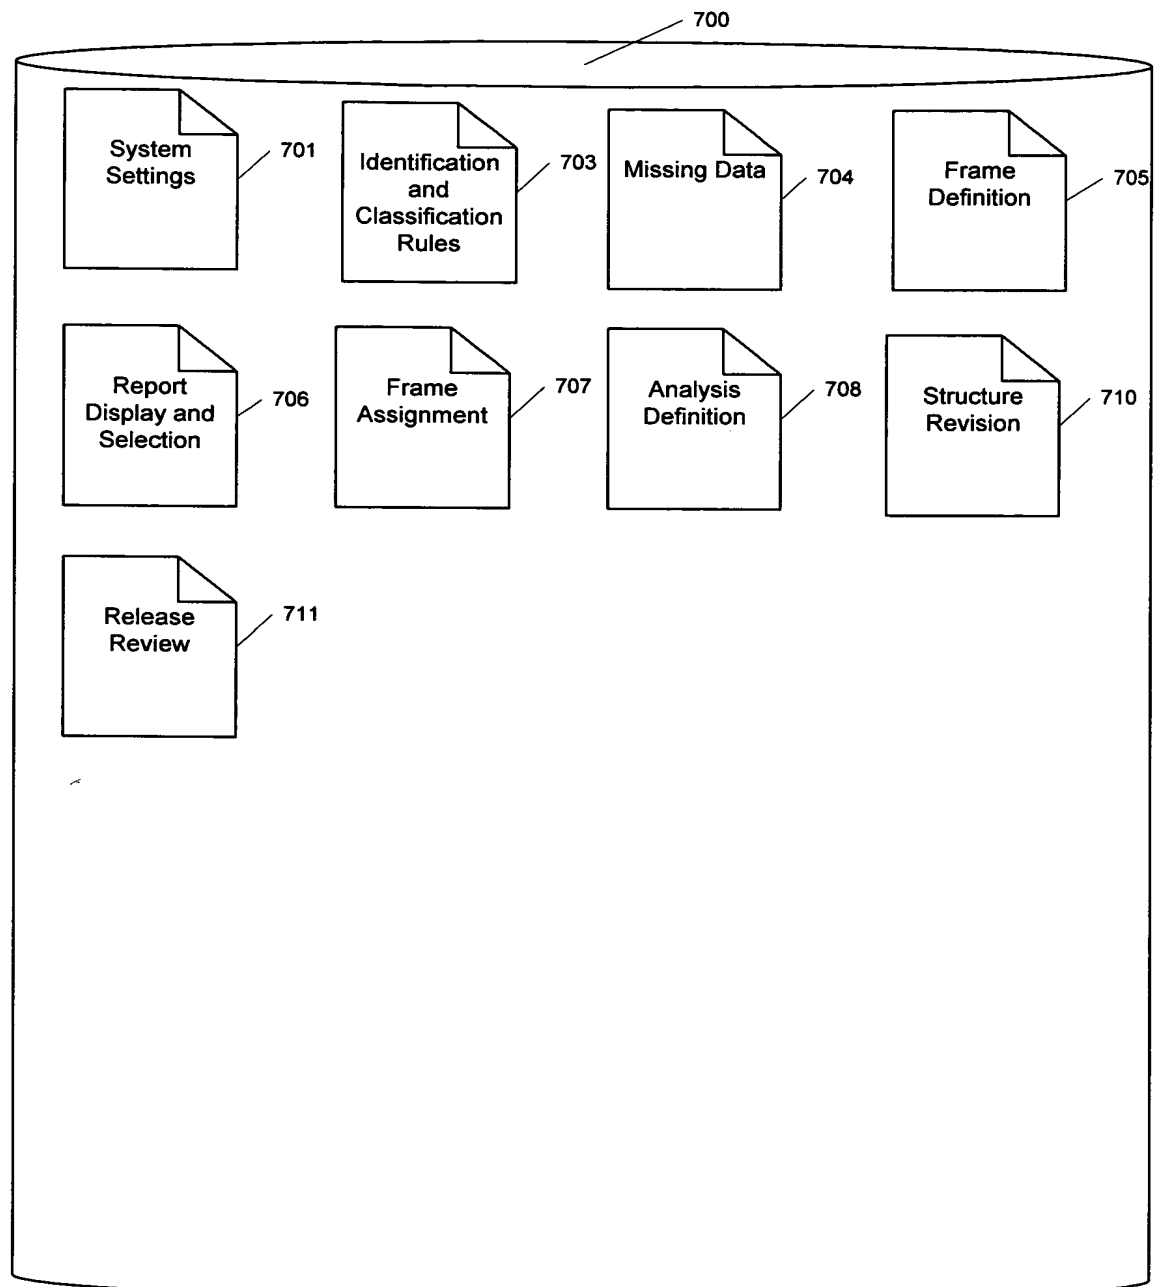 700
System
Settings
701
Identification
and
Classification
Rules
703
Missing Data
704
Frame
Definition
705
Report
Display and
Selection
706
Frame
Assignment
707
Analysis
Definition
708
Structure
Revision
710
Release
Review
711